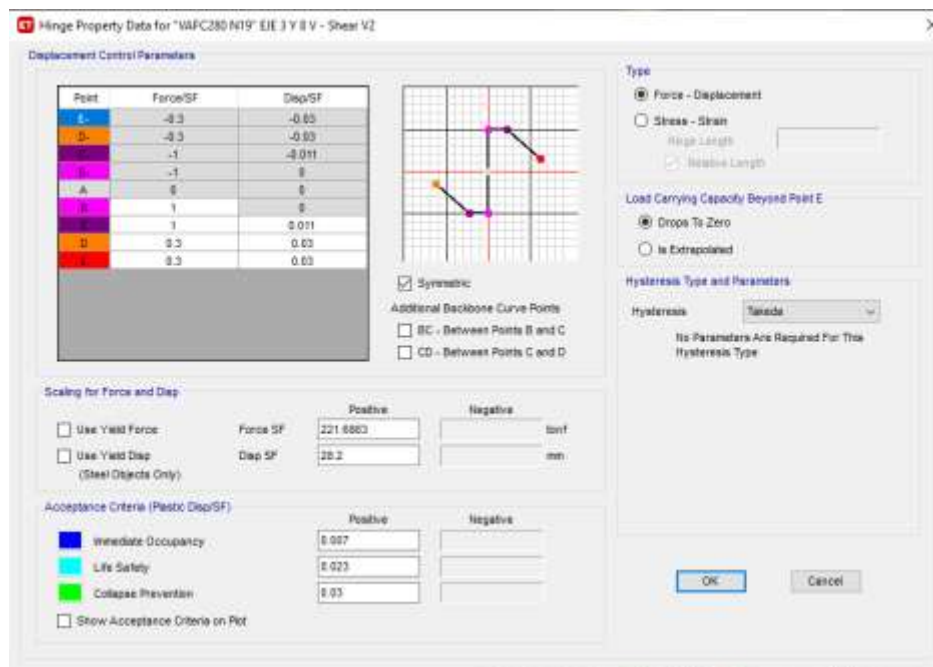 Hinge Property Data for "VAPC280 N19" EJE 3 Y 8 V - Shear V2
Displacement Control Parameters
Point Force/SF Disp/SF
E- -0.3 -0.03
D- -0.3 -0.03
-1 -0.011
B- -1 0
A 0 0
B 1 0
1 0.011
D 0.3 0.03
E 0.3 0.03
Symmetric
Additional Backbone Curve Points
BC - Between Points B and C
CD - Between Points C and D
Type
Force - Displacement
Stress - Strain
Hinge Length
Relative Length
Load Carrying Capacity Beyond Point E
Drops To Zero
Is Extrapolated
Hysteresis Type and Parameters
Hysteresis Takeda
No Parameters Are Required For This
Hysteresis Type
Scaling for Force and Disp
Positive Negative
Use Yield Force Force SF 221.6863 tonf
Use Yield Disp Disp SF 28.2 mm
(Steel Objects Only)
Acceptance Criteria (Plastic Disp/SF)
Positive Negative
Immediate Occupancy 0.007
Life Safety 0.023
Collapse Prevention 0.03
Show Acceptance Criteria on Plot
OK Cancel